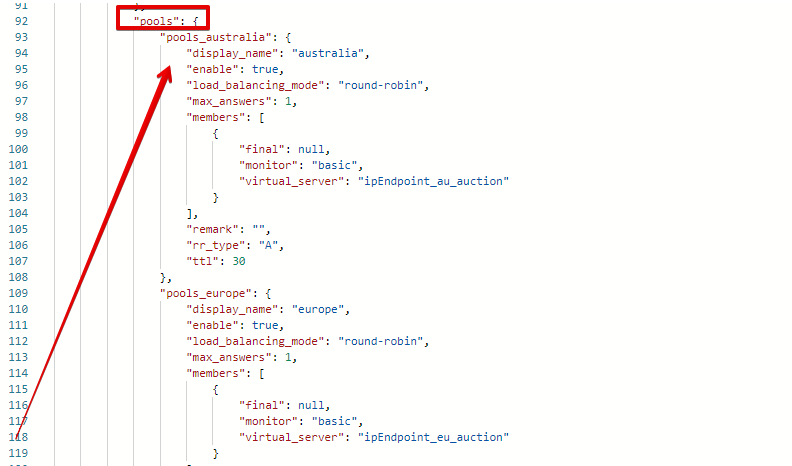 91 },
92 "pools": {
93 "pools_australia": {
94 "display_name": "australia",
95 "enable": true,
96 "load_balancing_mode": "round-robin",
97 "max_answers": 1,
98 "members": [
99 {
100 "final": null,
101 "monitor": "basic",
102 "virtual_server": "ipEndpoint_au_auction"
103 }
104 ],
105 "remark": "",
106 "rr_type": "A",
107 "ttl": 30
108 },
109 "pools_europe": {
110 "display_name": "europe",
111 "enable": true,
112 "load_balancing_mode": "round-robin",
113 "max_answers": 1,
114 "members": [
115 {
116 "final": null,
117 "monitor": "basic",
118 "virtual_server": "ipEndpoint_eu_auction"
119 }